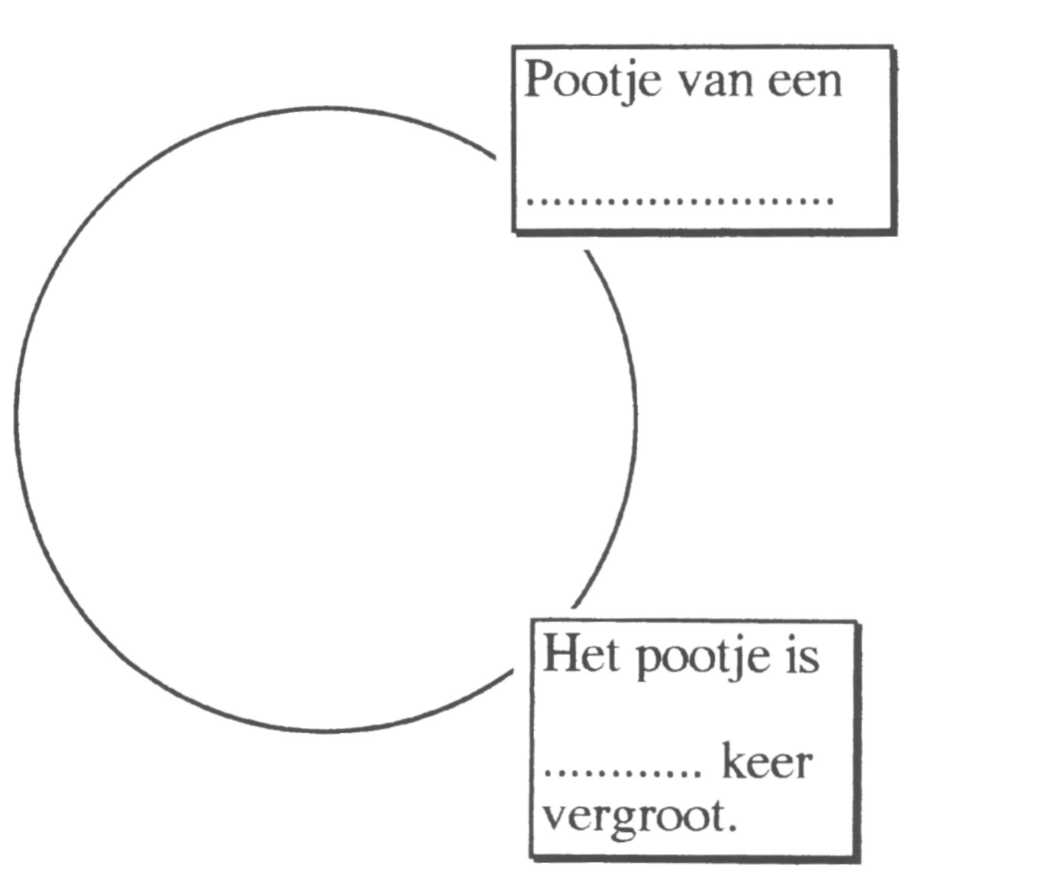 Pootje van een
.......................
Het pootje is
............ keer
vergroot.